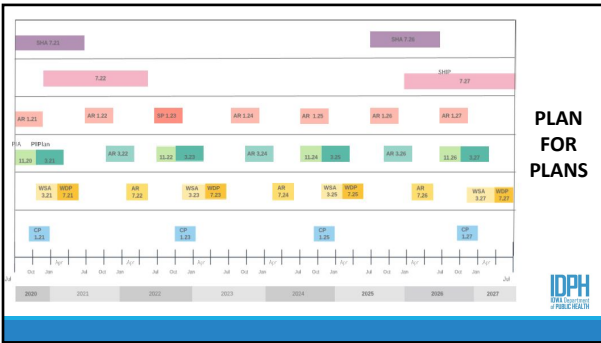 SHA 7.21
SHA 7.26
7.22
SHIP
7.27
AR 1.21
AR 1.22
SP 1.23
AR 1.24
AR 1.25
AR 1.26
AR 1.27
PIPlan
11.20
3.21
AR 3.22
11.22
3.23
AR 3.24
11.24
3.25
AR 3.26
11.26
3.27
WSA 3.21
WDP 7.21
AR 7.22
WSA 3.23
WDP 7.23
AR 7.24
WSA 3.25
WDP 7.25
AR 7.26
WSA 3.27
WDP 7.27
CP 1.21
CP 1.23
CP 1.25
CP 1.27
Jul Oct Jan Apr Jul Oct Jan Apr Jul Oct Jan Apr Jul Oct Jan Apr Jul Oct Jan Apr Jul Oct Jan Apr Jul Oct Jan Apr Jul
2020 2021 2022 2023 2024 2025 2026 2027
PLAN
FOR
PLANS
IDPH
IOWA Department
of PUBLIC HEALTH